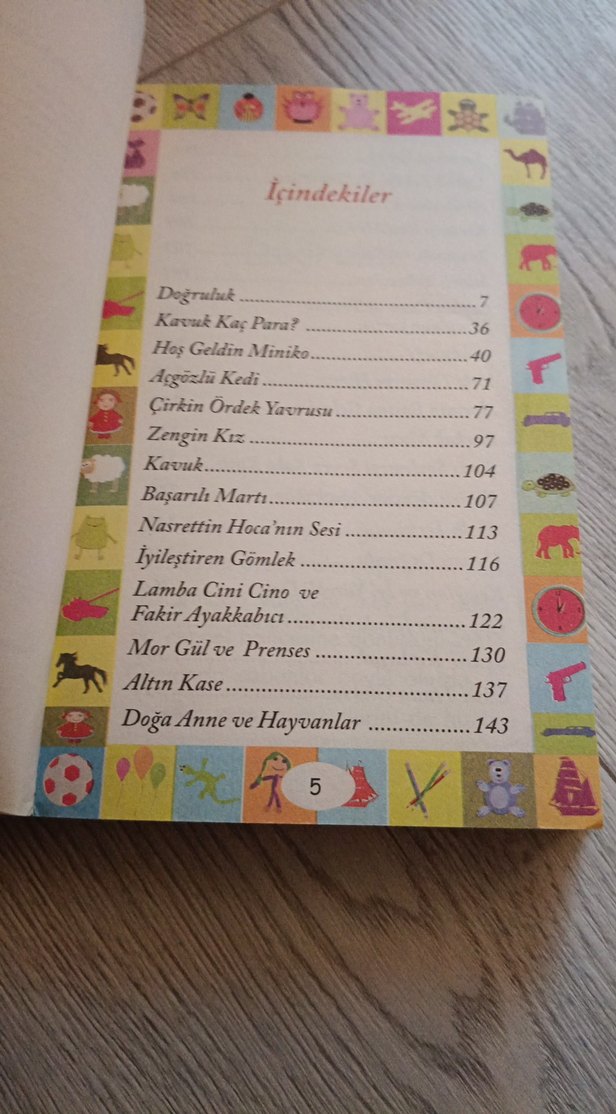 İçindekiler
Doğruluk ............................................. 7
Kavuk Kaç Para? ............................. 36
Hoş Geldin Miniko............................ 40
Açgözlü Kedi..................................... 71
Çirkin Ördek Yavrusu ....................... 77
Zengin Kız ....................................... 97
Kavuk............................................. 104
Başarılı Martı................................. 107
Nasrettin Hoca'nın Sesi .................... 113
İyileştiren Gömlek ............................ 116
Lamba Cini Cino ve
Fakir Ayakkabıcı.............................. 122
Mor Gül ve Prenses ......................... 130
Altın Kase....................................... 137
Doğa Anne ve Hayvanlar ................. 143
5